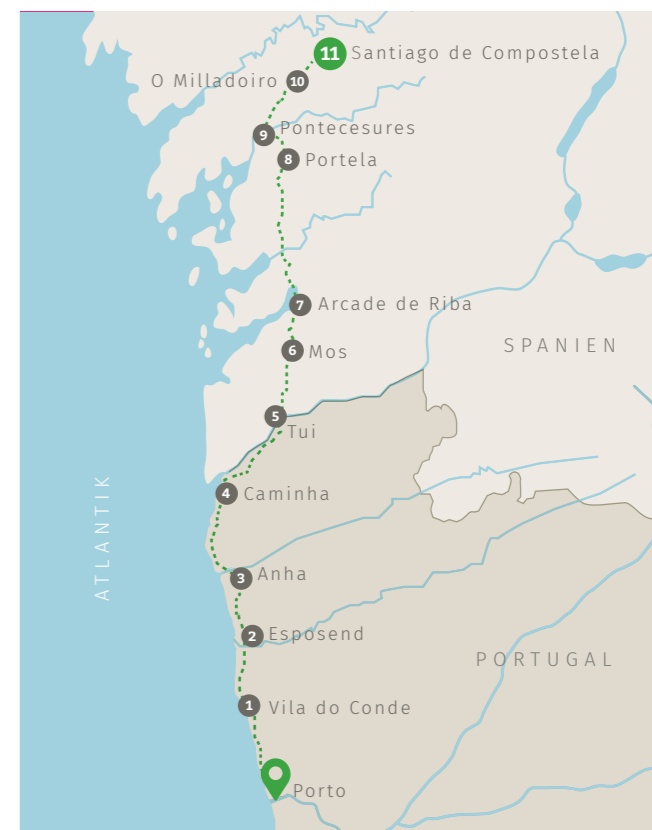 11 Santiago de Compostela
O Milladoiro 10
9 Pontecesures
8 Portela
7 Arcade de Riba
SPANIEN
6 Mos
5 Tui
4 Caminha
ATLANTIK
3 Anha
2 Esposend
PORTUGAL
1 Vila do Conde
Porto